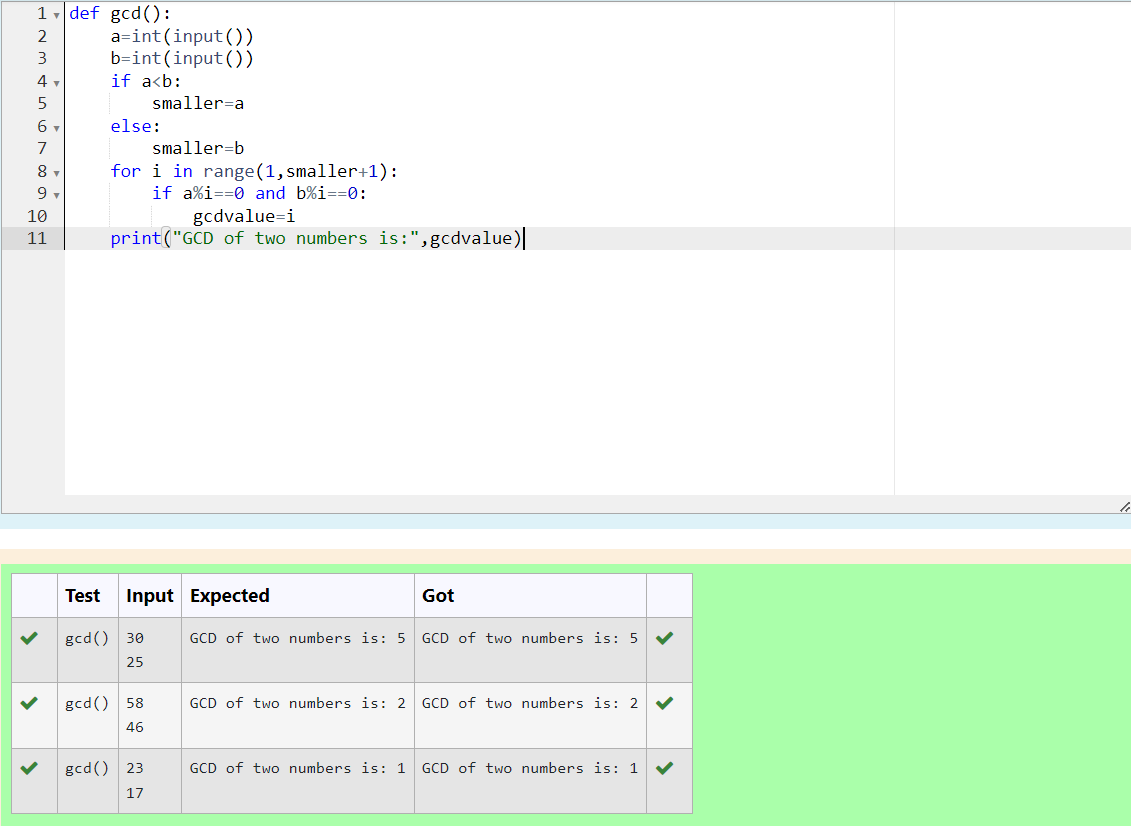 1 def gcd():
2     a=int(input())
3     b=int(input())
4     if a<b:
5         smaller=a
6     else:
7         smaller=b
8     for i in range(1,smaller+1):
9         if a%i==0 and b%i==0:
10             gcdvalue=i
11     print("GCD of two numbers is:",gcdvalue)
Test Input Expected Got
gcd() 30 GCD of two numbers is: 5 GCD of two numbers is: 5
25
gcd() 58 GCD of two numbers is: 2 GCD of two numbers is: 2
46
gcd() 23 GCD of two numbers is: 1 GCD of two numbers is: 1
17